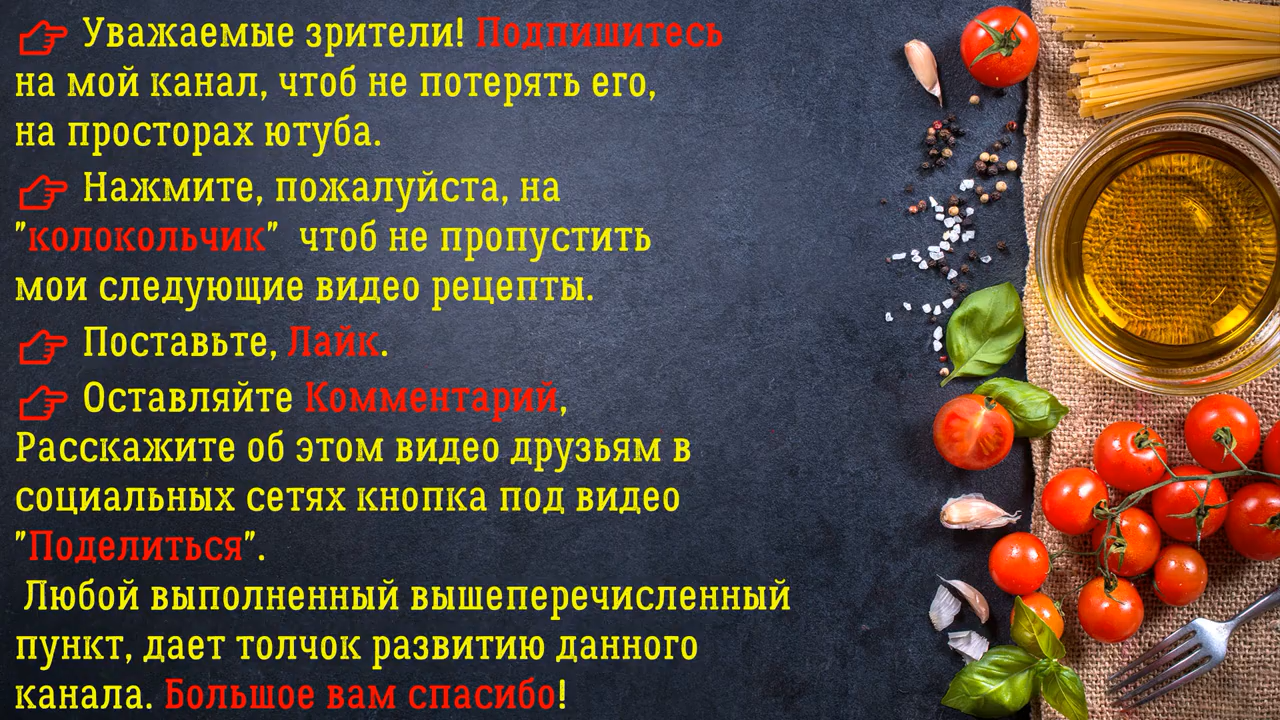 Уважаемые зрители! Подпишитесь
на мой канал, чтоб не потерять его,
на просторах ютуба.
Нажмите, пожалуйста, на
"колокольчик" чтоб не пропустить
мои следующие видео рецепты.
Поставьте, Лайк.
Оставляйте Комментарий,
Расскажите об этом видео друзьям в
социальных сетях кнопка под видео
"Поделиться".
Любой выполненный вышеперечисленный
пункт, дает толчок развитию данного
канала. Большое вам спасибо!